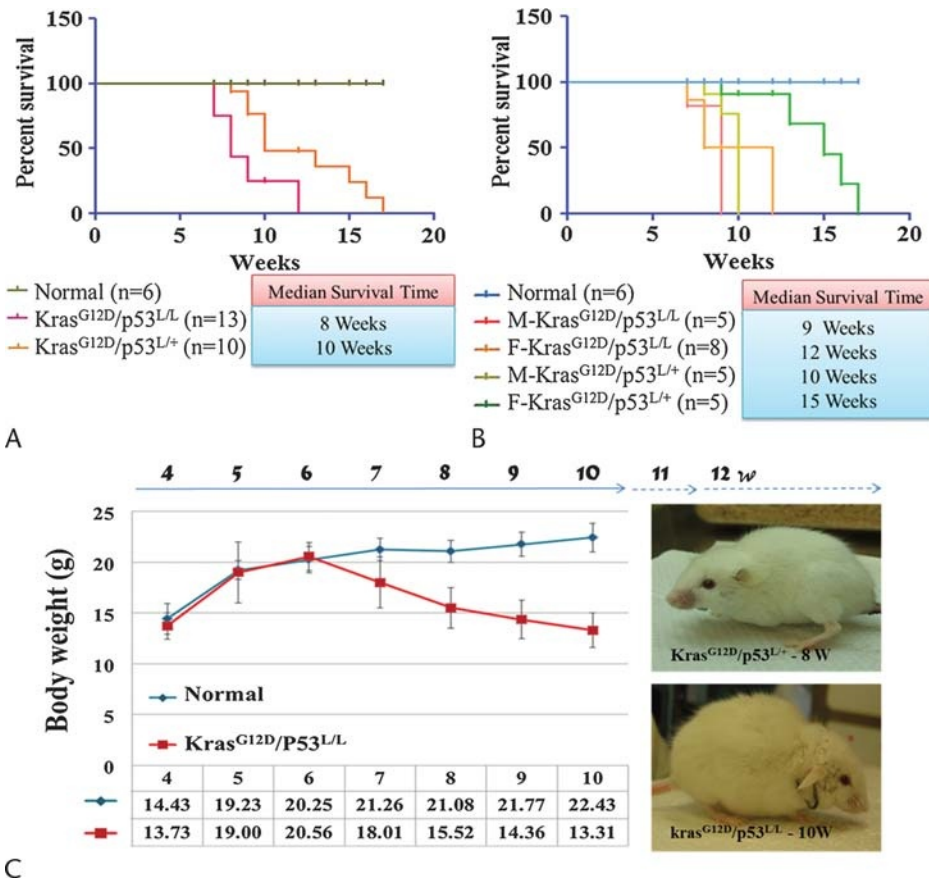 150
100
50
0
Percent survival
0 5 10 15 20
Weeks
Normal (n=6)
Kras^G12D/p53^L/L (n=13)
Kras^G12D/p53^L/+ (n=10)
Median Survival Time
8 Weeks
10 Weeks
A
150
100
50
0
Percent survival
0 5 10 15 20
Weeks
Normal (n=6)
M-Kras^G12D/p53^L/L (n=5)
F-Kras^G12D/p53^L/L (n=8)
M-Kras^G12D/p53^L/+ (n=5)
F-Kras^G12D/p53^L/+ (n=5)
Median Survival Time
9 Weeks
12 Weeks
10 Weeks
15 Weeks
B
4 5 6 7 8 9 10 11 12 w
25
20
15
10
5
0
Body weight (g)
Normal
Kras^G12D/P53^L/L
4 5 6 7 8 9 10
14.43 19.23 20.25 21.26 21.08 21.77 22.43
13.73 19.00 20.56 18.01 15.52 14.36 13.31
Kras^G12D/p53^L/+ - 8 W
kras^G12D/p53^L/L - 10W
C